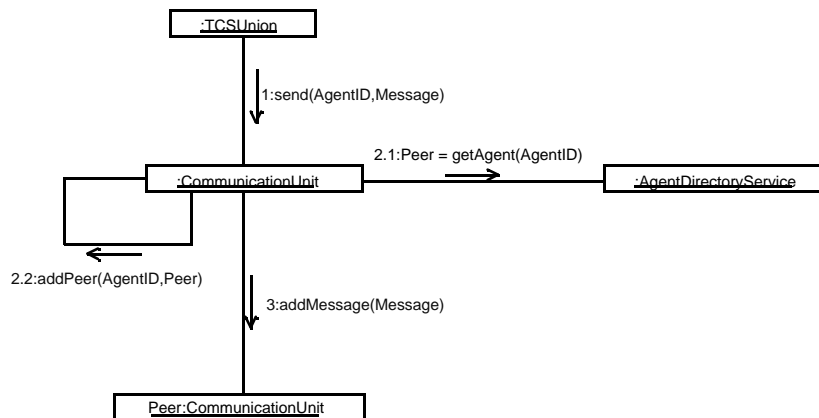 :TCSUnion
1:send(AgentID,Message)
2.1:Peer = getAgent(AgentID)
:CommunicationUnit
:AgentDirectoryService
2.2:addPeer(AgentID,Peer)
3:addMessage(Message)
Peer:CommunicationUnit